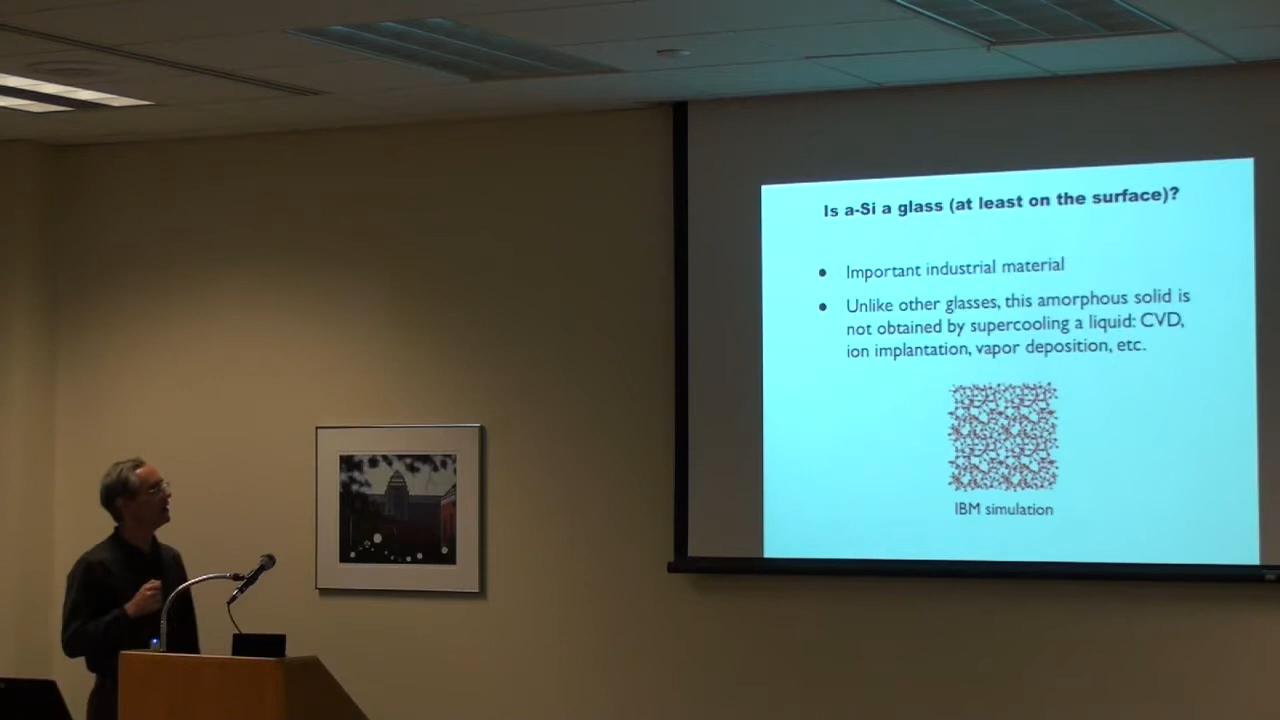 Is a-Si a glass (at least on the surface)?
● Important industrial material
● Unlike other glasses, this amorphous solid is
not obtained by supercooling a liquid: CVD,
ion implantation, vapor deposition, etc.
IBM simulation